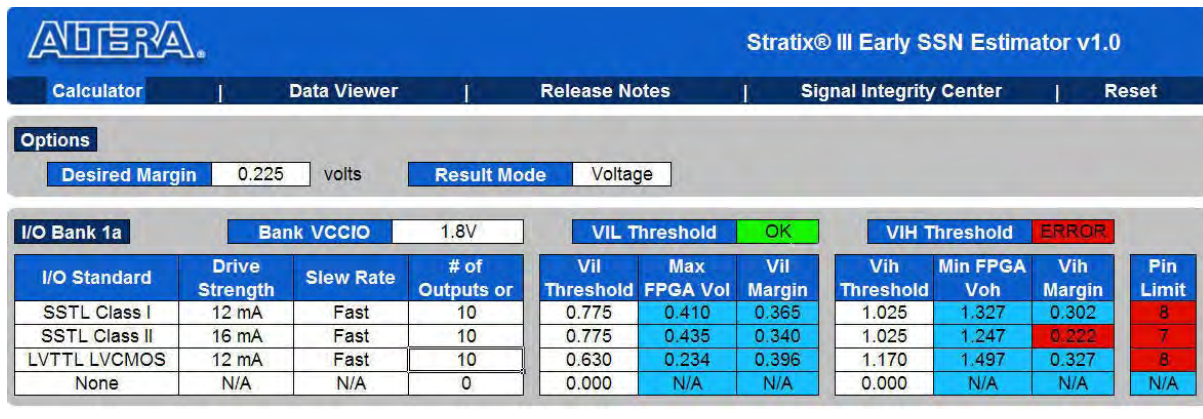 ALTERA®
Stratix® III Early SSN Estimator v1.0
Calculator | Data Viewer | Release Notes | Signal Integrity Center | Reset
Options
Desired Margin 0.225 volts Result Mode Voltage
I/O Bank 1a Bank VCCIO 1.8V VIL Threshold OK VIH Threshold ERROR
I/O Standard Drive Strength Slew Rate # of Outputs or Vil Threshold Max FPGA Vol Vil Margin Vih Threshold Min FPGA Voh Vih Margin Pin Limit
SSTL Class I 12 mA Fast 10 0.775 0.410 0.365 1.025 1.327 0.302 8
SSTL Class II 16 mA Fast 10 0.775 0.435 0.340 1.025 1.247 0.222 7
LVTTL LVCMOS 12 mA Fast 10 0.630 0.234 0.396 1.170 1.497 0.327 8
None N/A N/A 0 0.000 N/A N/A 0.000 N/A N/A N/A